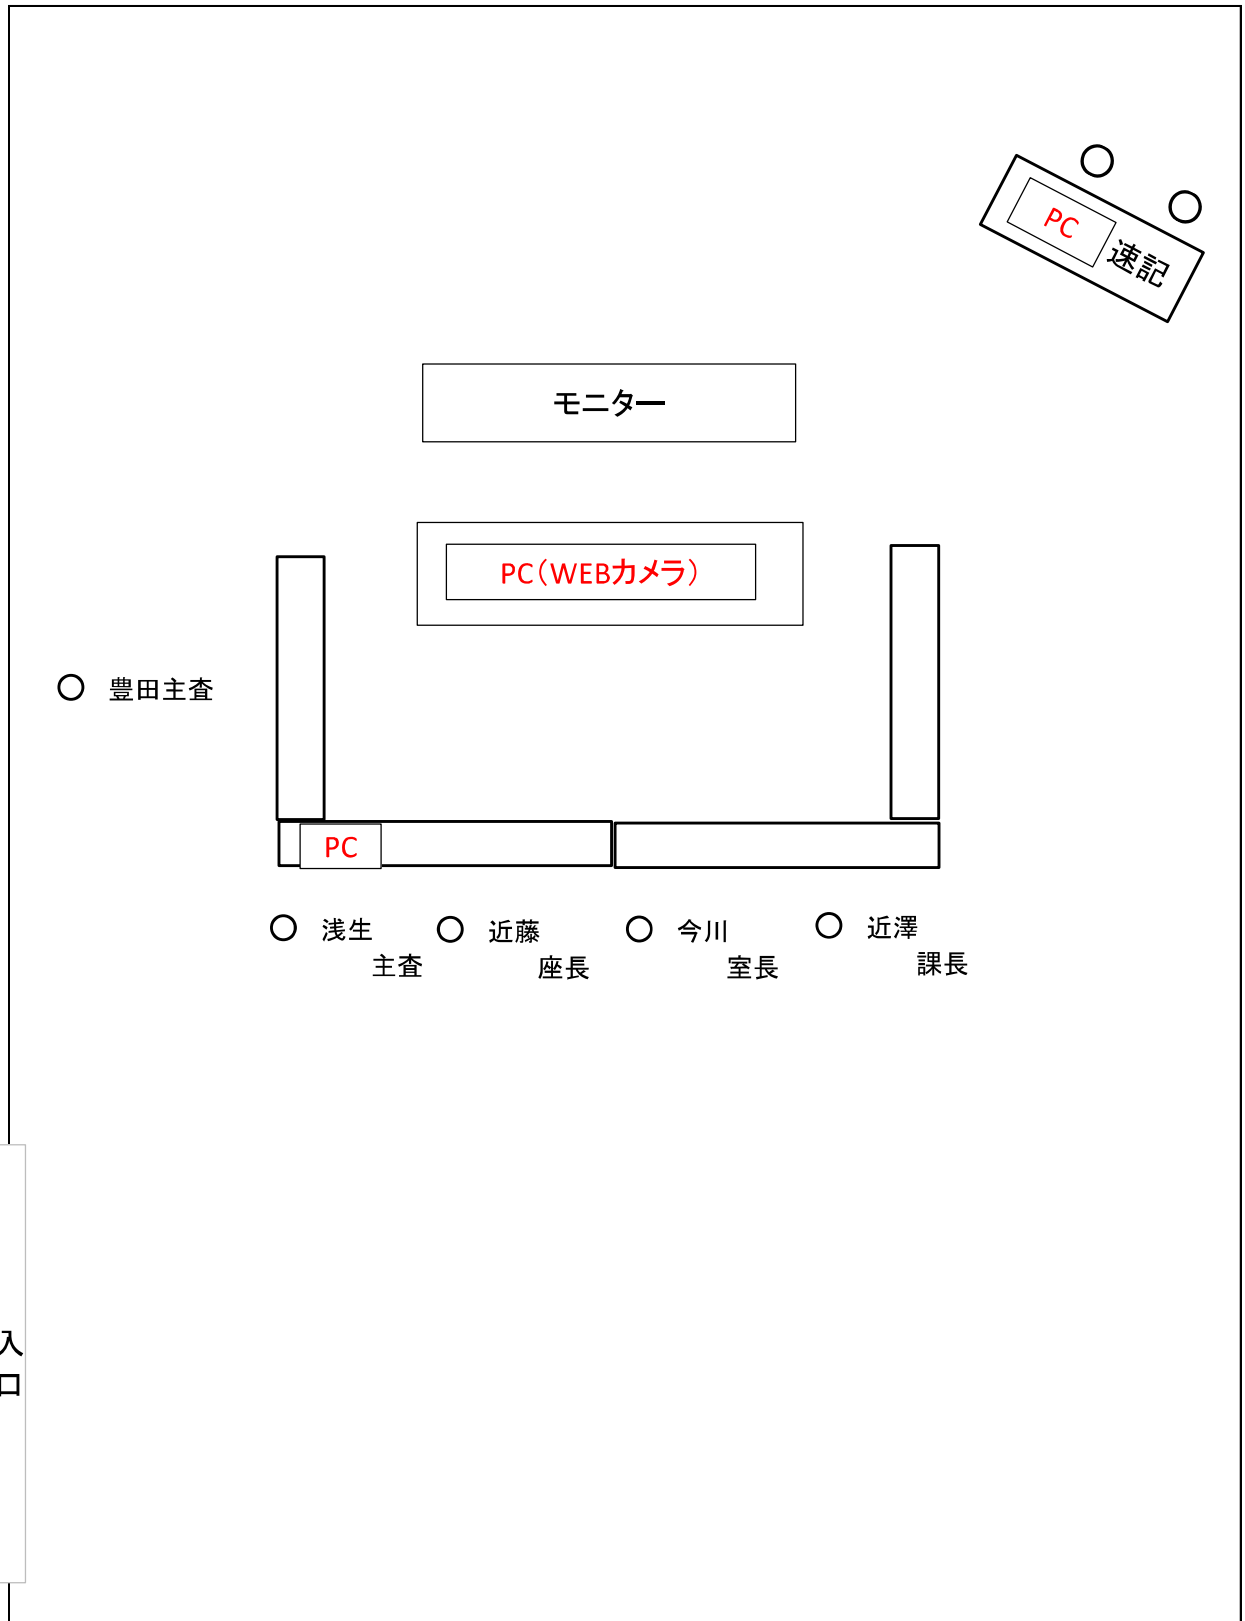 PC
速記
モニター
PC(WEBカメラ)
豊田主査
PC
浅生
主査
近藤
座長
今川
室長
近澤
課長
入
口